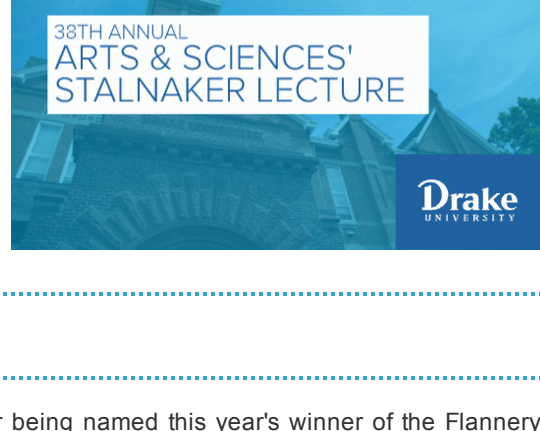 38TH ANNUAL
ARTS & SCIENCES'
STALNAKER LECTURE
Drake
UNIVERSITY
being named this year's winner of the Flannery